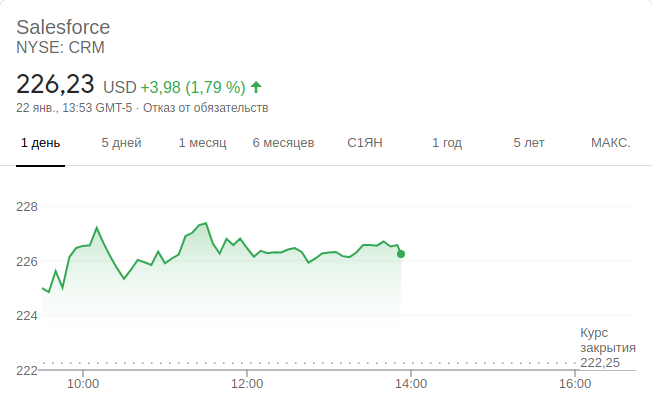 Salesforce
NYSE: CRM
226,23 USD +3,98 (1,79 %)
22 янв., 13:53 GMT-5 · Отказ от обязательств
1 день 5 дней 1 месяц 6 месяцев С1ЯН 1 год 5 лет МАКС.
228
226
224
Курс
закрытия
222,25
222
10:00 12:00 14:00 16:00